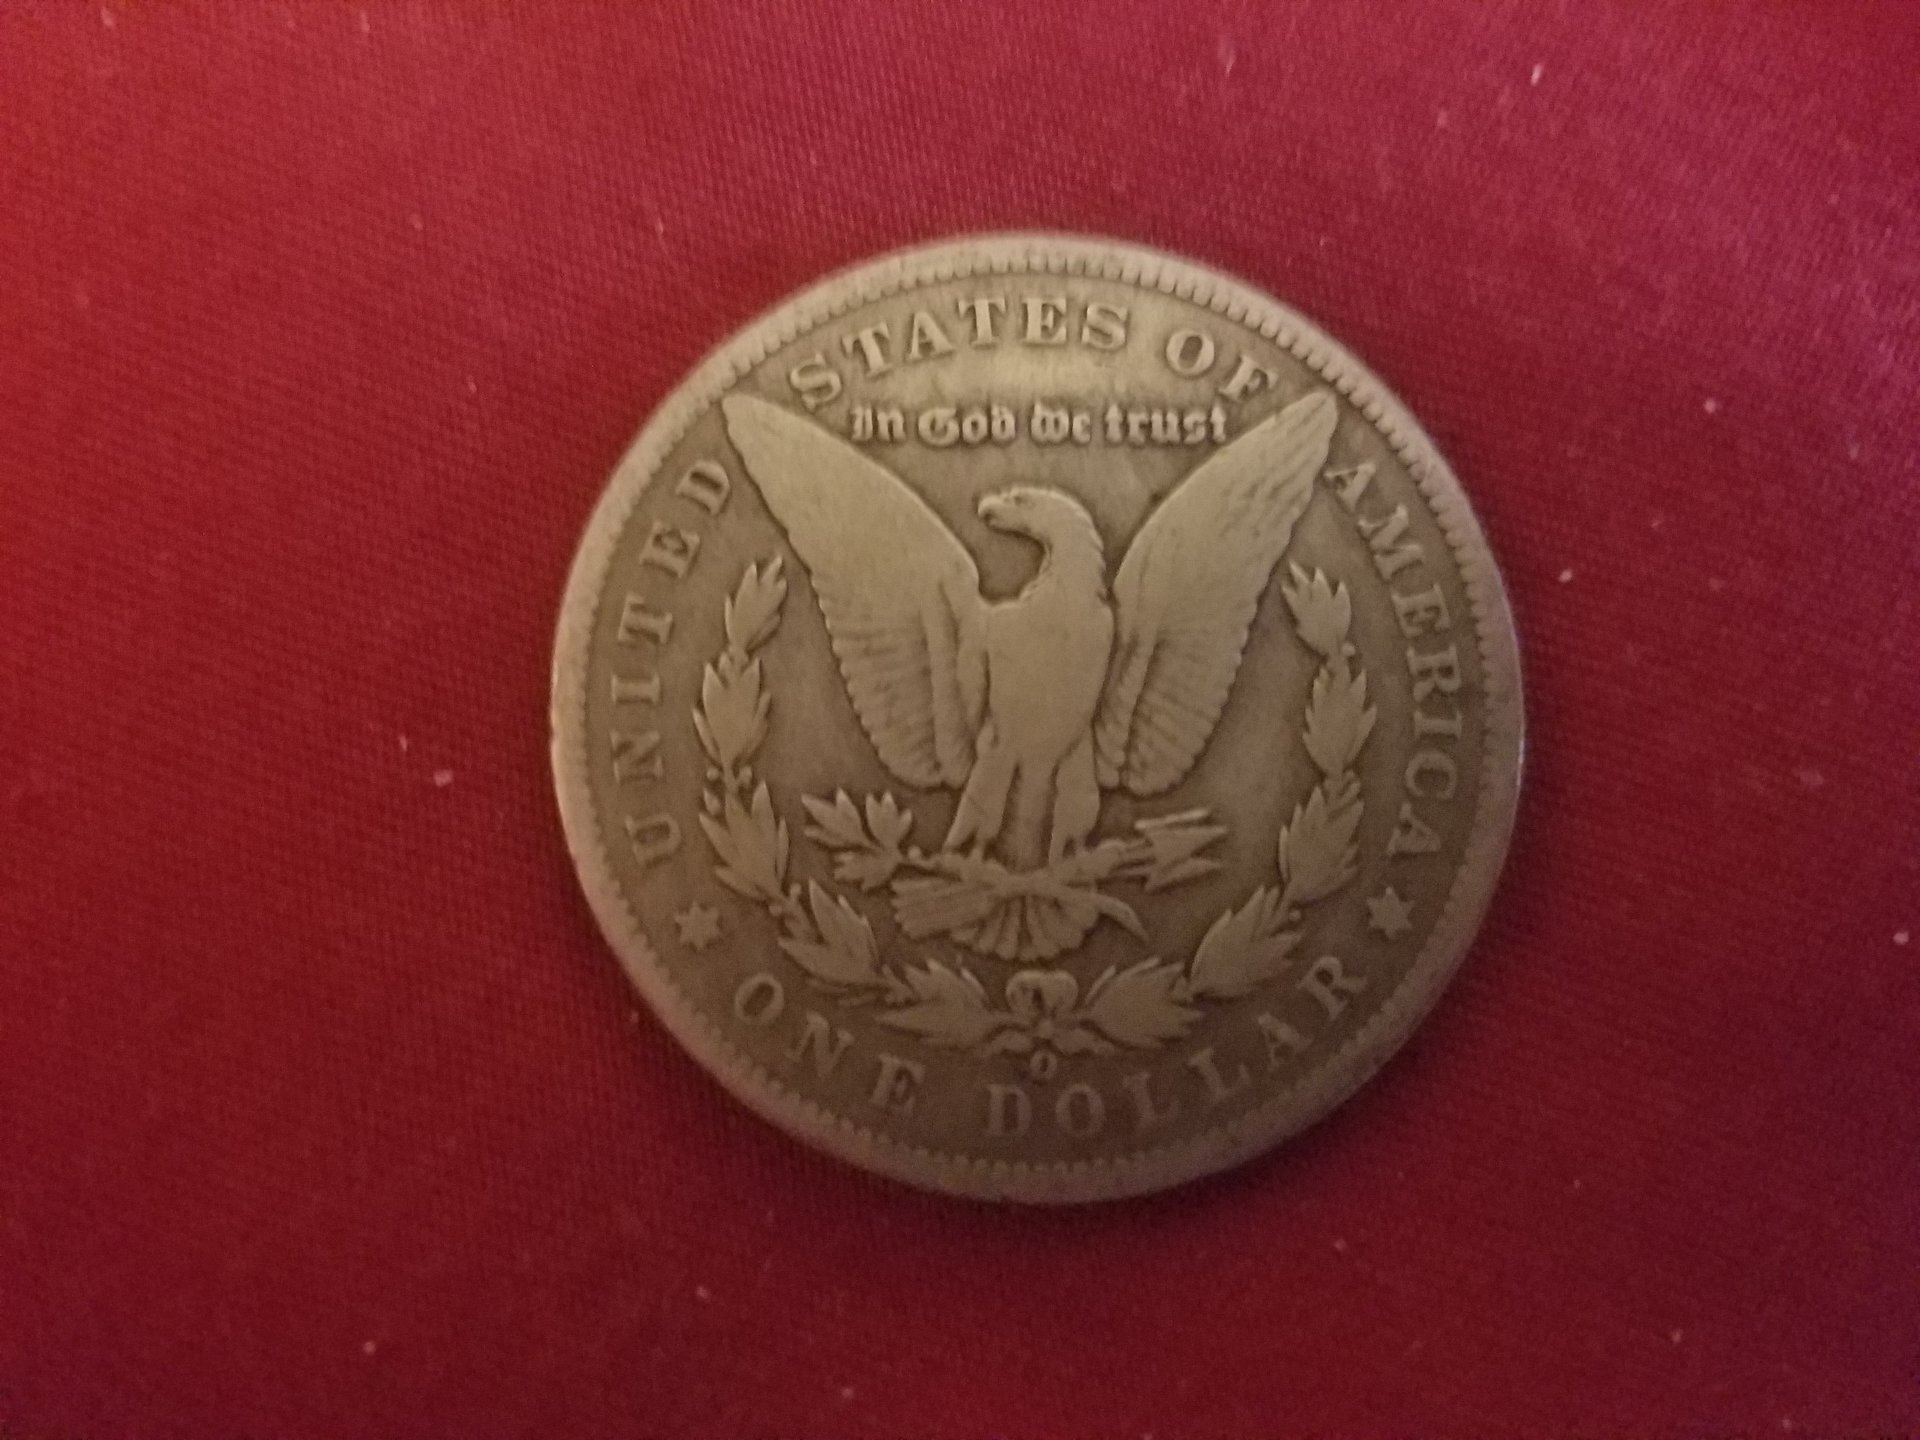 UNITED STATES OF AMERICA
In God We trust
O
ONE DOLLAR